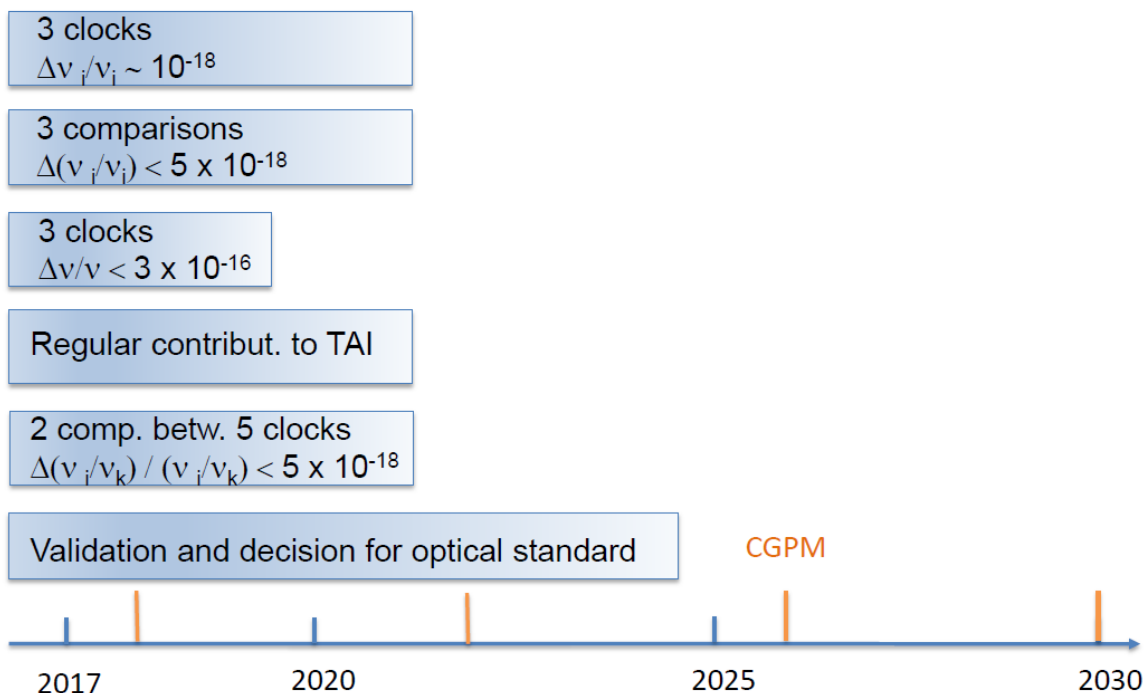 3 clocks
Δν i/νi ~ 10-18
3 comparisons
Δ(ν i/νi) < 5 x 10-18
3 clocks
Δν/ν < 3 x 10-16
Regular contribut. to TAI
2 comp. betw. 5 clocks
Δ(ν i/νk) / (ν i/νk) < 5 x 10-18
Validation and decision for optical standard
CGPM
2017 2020 2025 2030